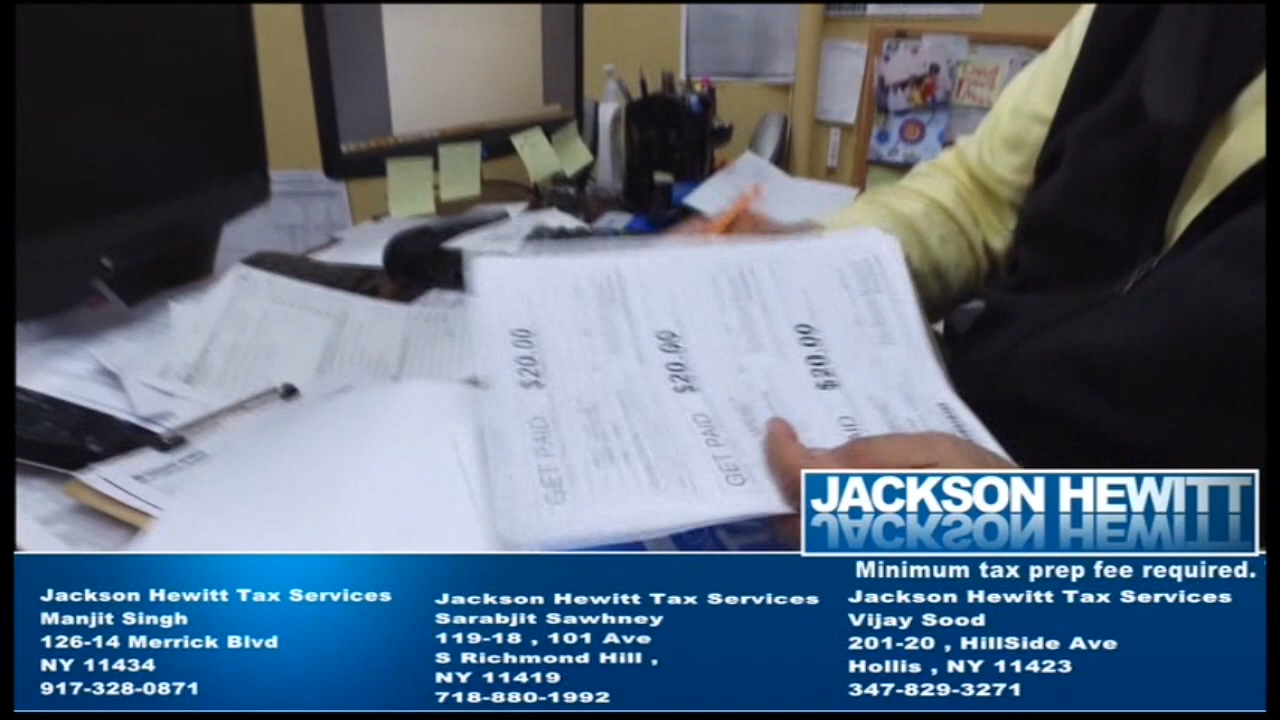 $20.00
$20.00
$20.00
GET PAID
GET PAID
JACKSON HEWITT
Minimum tax prep fee required.
Jackson Hewitt Tax Services
Manjit Singh
126-14 Merrick Blvd
NY 11434
917-328-0871
Jackson Hewitt Tax Services
Sarabjit Sawhney
119-18 , 101 Ave
S Richmond Hill ,
NY 11419
718-880-1992
Jackson Hewitt Tax Services
Vijay Sood
201-20 , HillSide Ave
Hollis , NY 11423
347-829-3271